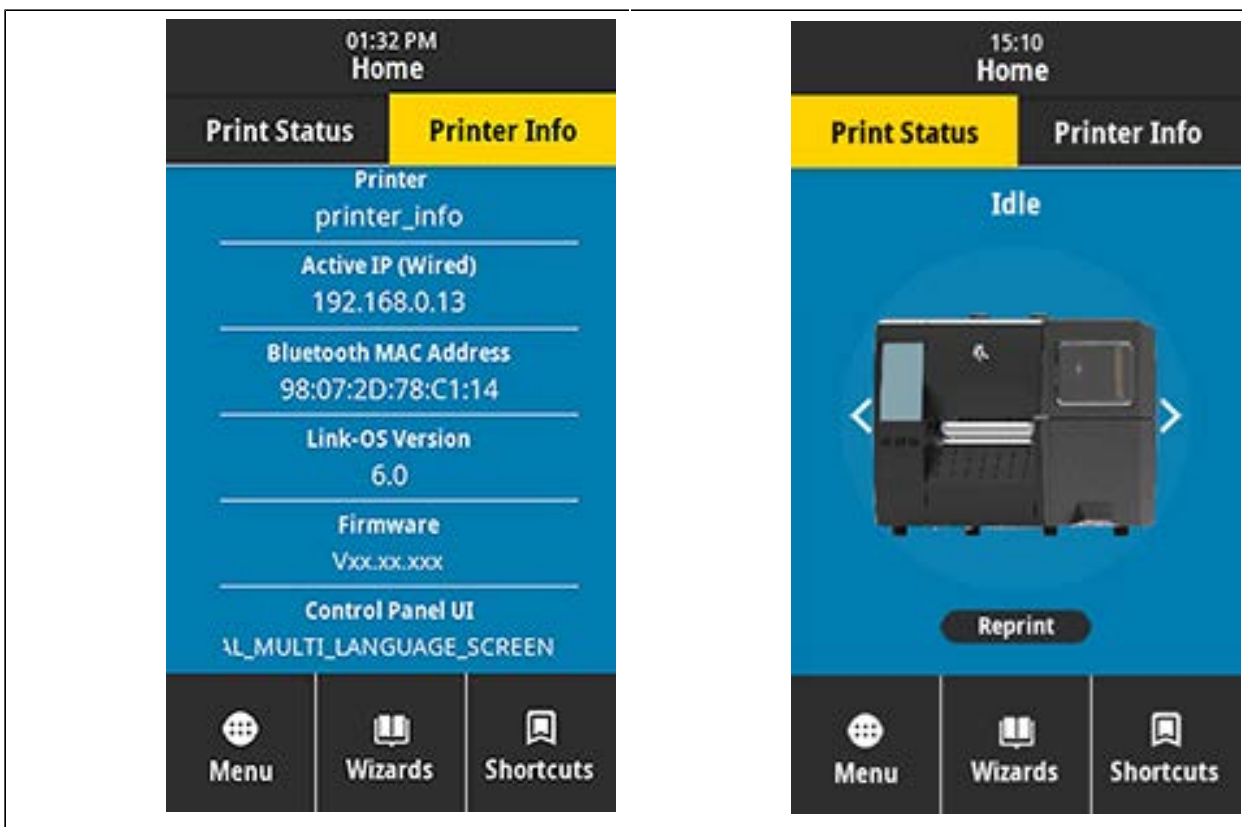 01:32 PM
Home
Print Status
Printer Info
Printer
printer_info
Active IP (Wired)
192.168.0.13
Bluetooth MAC Address
98:07:2D:78:C1:14
Link-OS Version
6.0
Firmware
Vxx.xx.xxx
Control Panel UI
AL_MULTI_LANGUAGE_SCREEN
Menu
Wizards
Shortcuts
15:10
Home
Print Status
Printer Info
Idle
Reprint
Menu
Wizards
Shortcuts